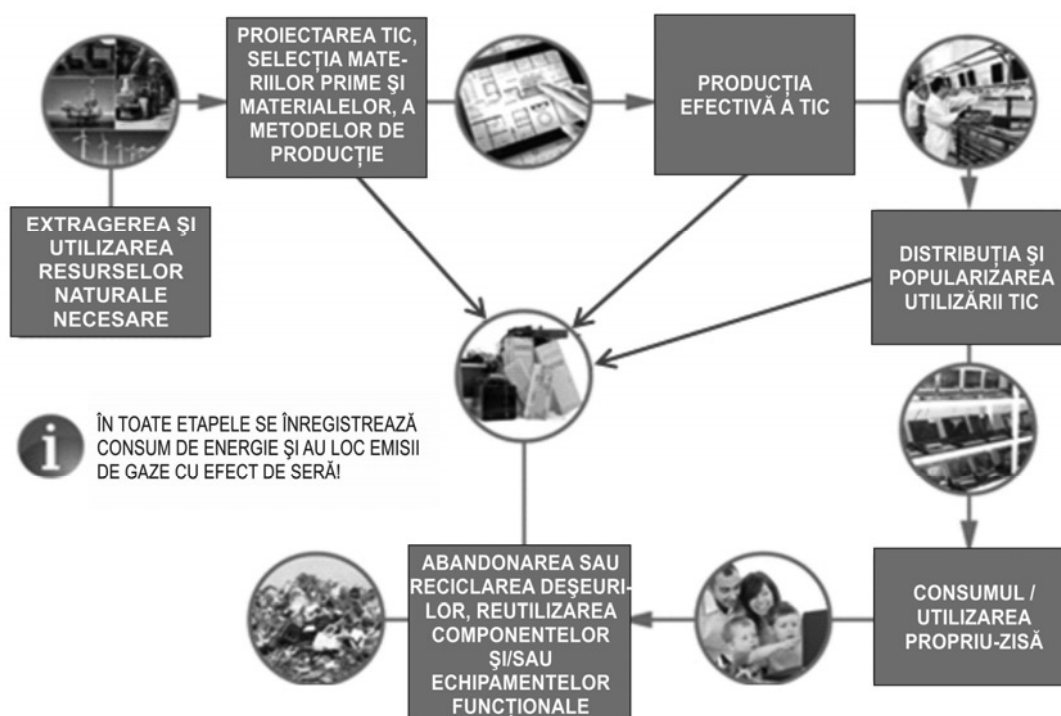 PROIECTAREA TIC,
SELECȚIA MATE-
RIILOR PRIME ŞI
MATERIALELOR, A
METODELOR DE
PRODUCȚIE
PRODUCȚIA
EFECTIVĂ A TIC
EXTRAGEREA ŞI
UTILIZAREA
RESURSELOR
NATURALE
NECESARE
DISTRIBUȚIA ŞI
POPULARIZAREA
UTILIZĂRII TIC
ÎN TOATE ETAPELE SE ÎNREGISTREAZĂ
CONSUM DE ENERGIE ŞI AU LOC EMISII
DE GAZE CU EFECT DE SERĂ!
ABANDONAREA SAU
RECICLAREA DEŞEURI-
LOR, REUTILIZAREA
COMPONENTELOR
ŞI/SAU
ECHIPAMENTELOR
FUNCȚIONALE
CONSUMUL /
UTILIZAREA
PROPRIU-ZISĂ